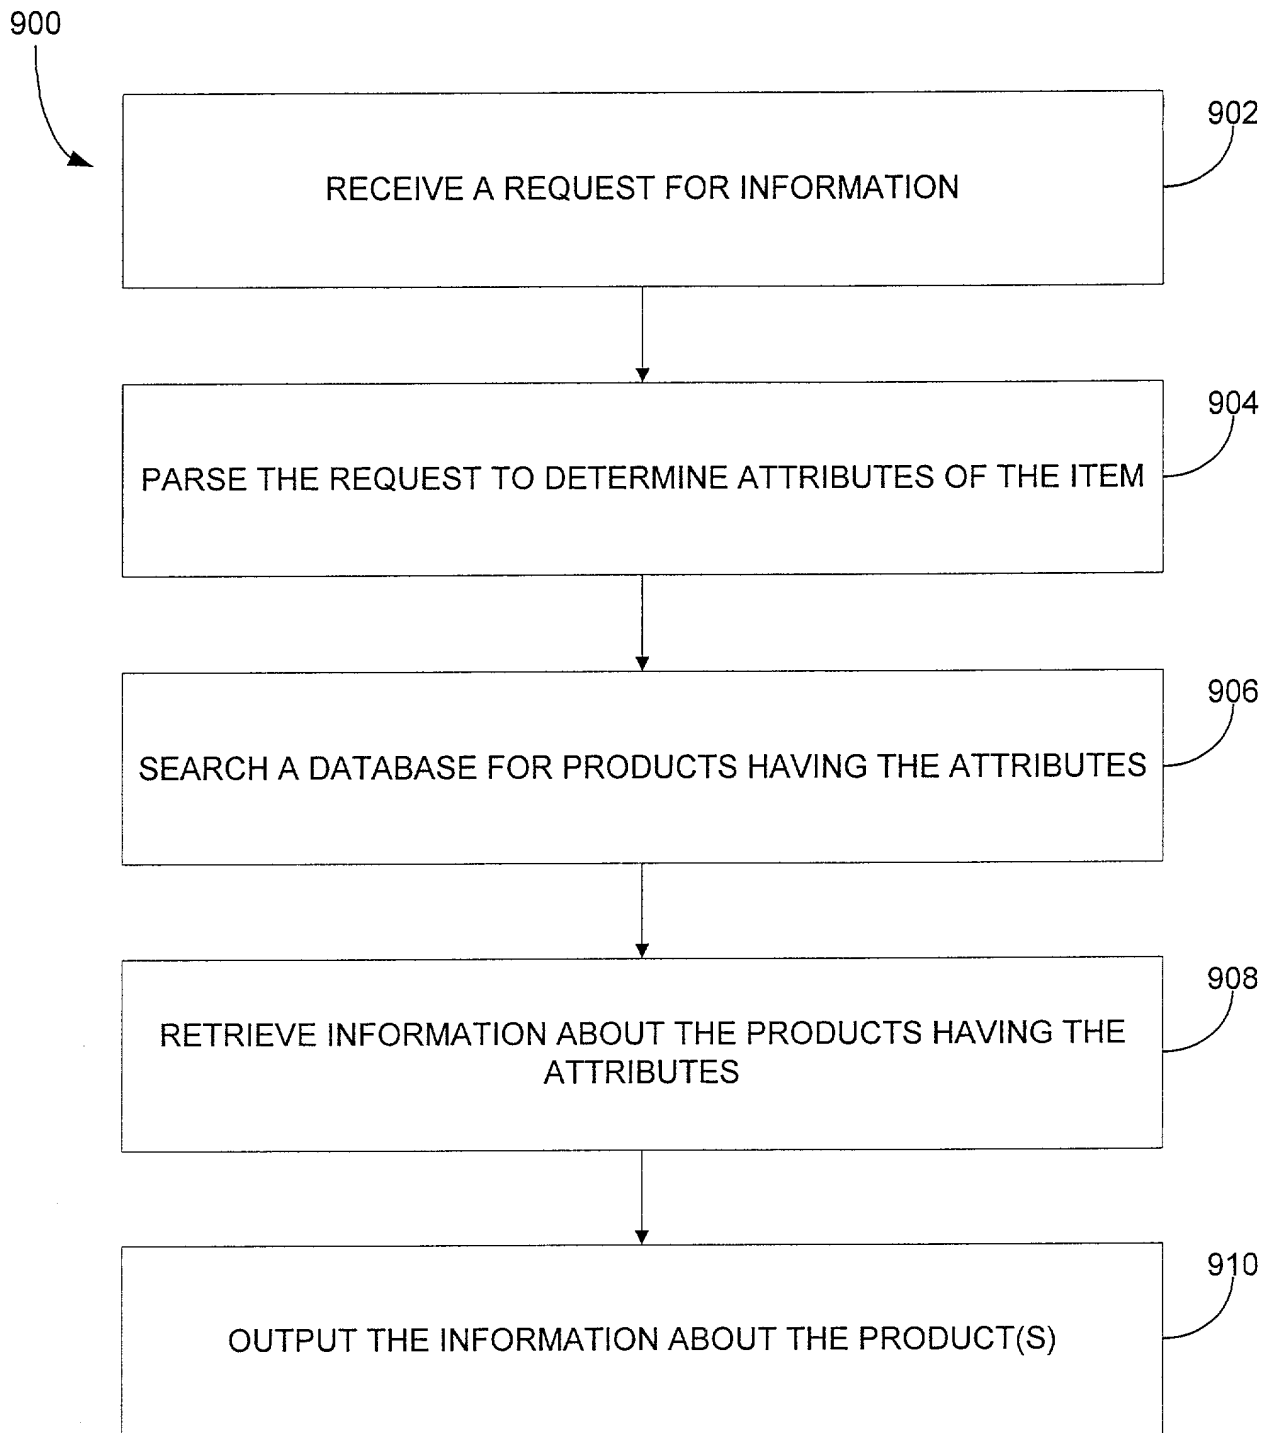 900
902
RECEIVE A REQUEST FOR INFORMATION
904
PARSE THE REQUEST TO DETERMINE ATTRIBUTES OF THE ITEM
906
SEARCH A DATABASE FOR PRODUCTS HAVING THE ATTRIBUTES
908
RETRIEVE INFORMATION ABOUT THE PRODUCTS HAVING THE
ATTRIBUTES
910
OUTPUT THE INFORMATION ABOUT THE PRODUCT(S)